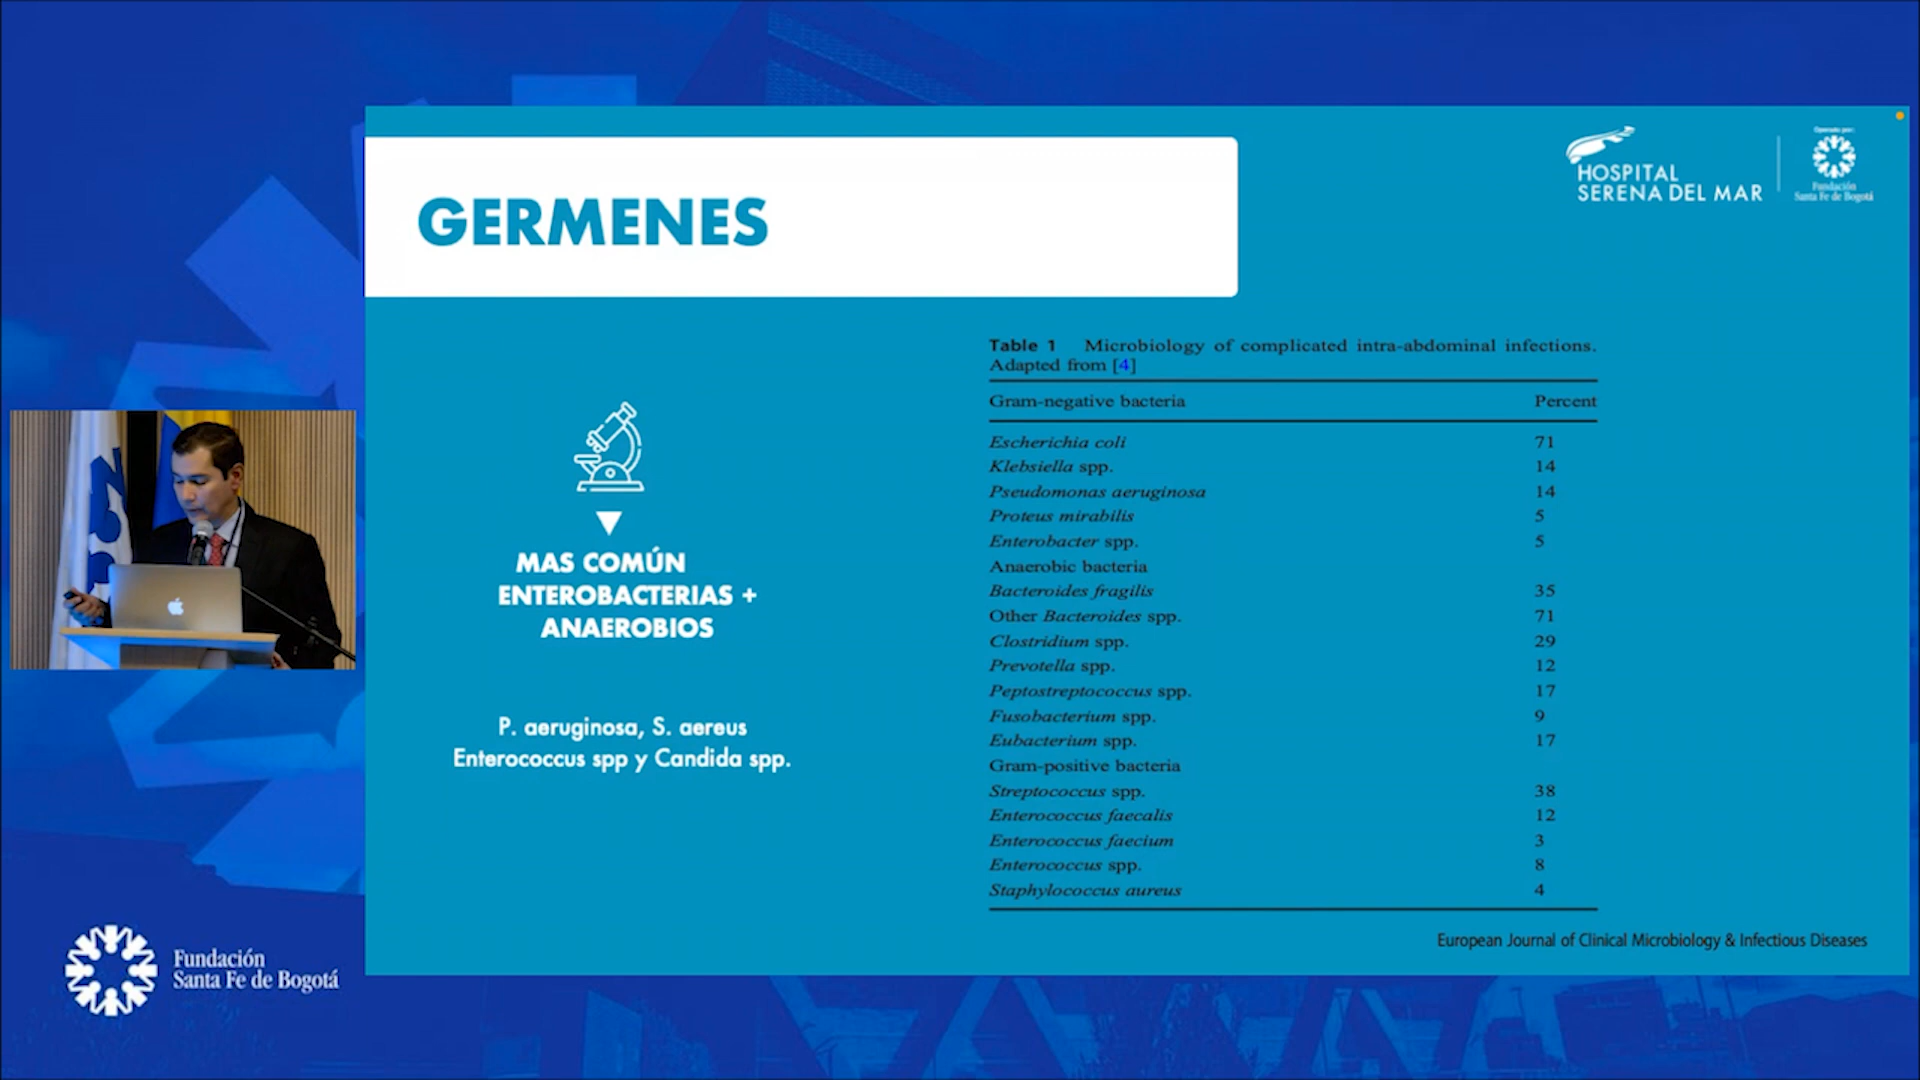 GERMENES
HOSPITAL
SERENA DEL MAR
Operado por:
Fundación
Santa Fe de Bogotá
MAS COMÚN
ENTEROBACTERIAS +
ANAEROBIOS
P. aeruginosa, S. aereus
Enterococcus spp y Candida spp.
Table 1 Microbiology of complicated intra-abdominal infections.
Adapted from [4]
Gram-negative bacteria Percent
Escherichia coli 71
Klebsiella spp. 14
Pseudomonas aeruginosa 14
Proteus mirabilis 5
Enterobacter spp. 5
Anaerobic bacteria
Bacteroides fragilis 35
Other Bacteroides spp. 71
Clostridium spp. 29
Prevotella spp. 12
Peptostreptococcus spp. 17
Fusobacterium spp. 9
Eubacterium spp. 17
Gram-positive bacteria
Streptococcus spp. 38
Enterococcus faecalis 12
Enterococcus faecium 3
Enterococcus spp. 8
Staphylococcus aureus 4
European Journal of Clinical Microbiology & Infectious Diseases
Fundación
Santa Fe de Bogotá